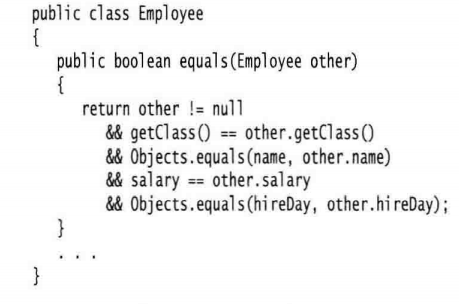 public class Employee
{
public boolean equals(Employee other)
{
return other != null
&& getClass() == other.getClass()
&& Objects.equals(name, other.name)
&& salary == other.salary
&& Objects.equals(hireDay, other.hireDay);
}
. . .
}